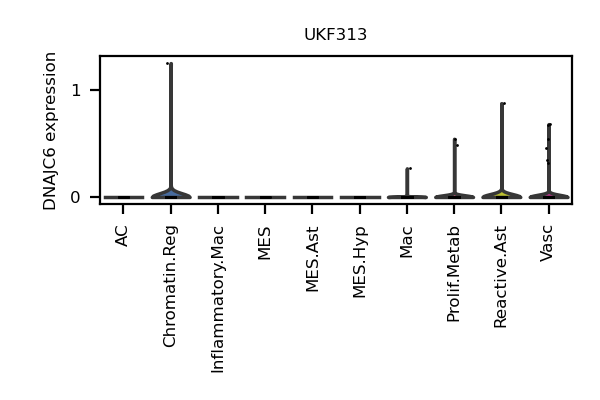 UKF313
DNAJC6 expression
1
0
AC
Chromatin.Reg
Inflammatory.Mac
MES
MES.Ast
MES.Hyp
Mac
Prolif.Metab
Reactive.Ast
Vasc